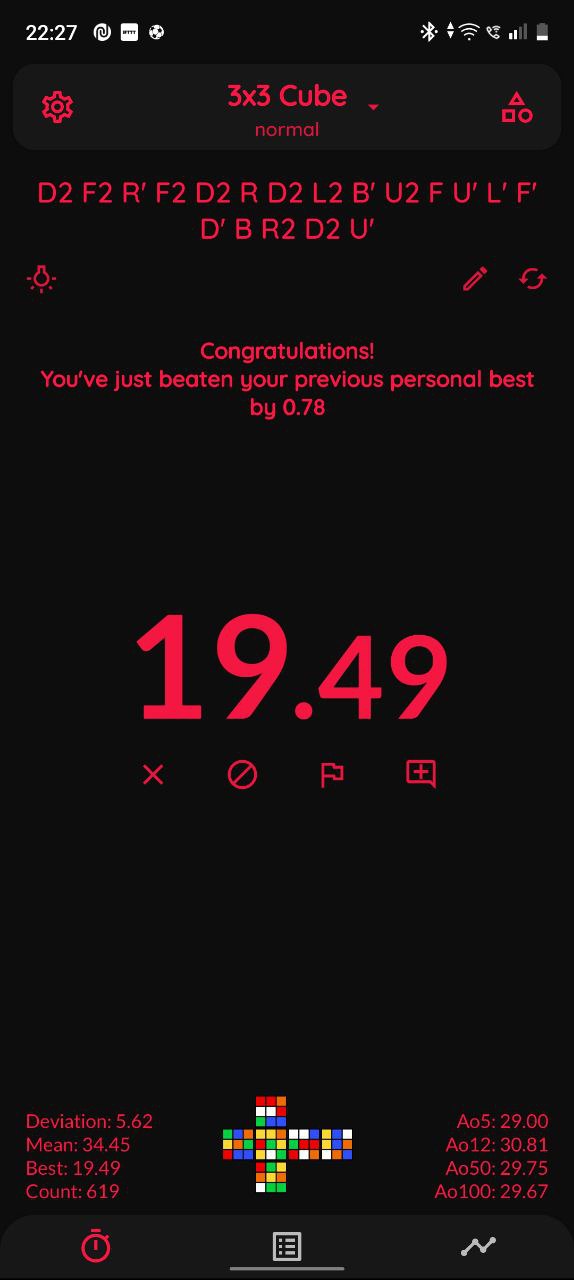 22:27
3x3 Cube
normal
D2 F2 R' F2 D2 R D2 L2 B' U2 F U' L' F'
D' B R2 D2 U'
Congratulations!
You've just beaten your previous personal best
by 0.78
19.49
Deviation: 5.62
Mean: 34.45
Best: 19.49
Count: 619
Ao5: 29.00
Ao12: 30.81
Ao50: 29.75
Ao100: 29.67